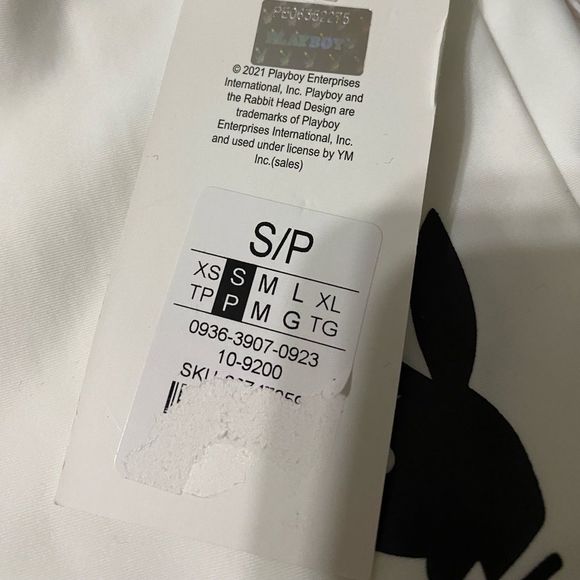 PLAYBOY
© 2021 Playboy Enterprises
International, Inc. Playboy and
the Rabbit Head Design are
trademarks of Playboy
Enterprises International, Inc.
and used under license by YM
Inc.(sales)
S/P
XS S M L XL
TP P M G TG
0936-3907-0923
10-9200
SKU